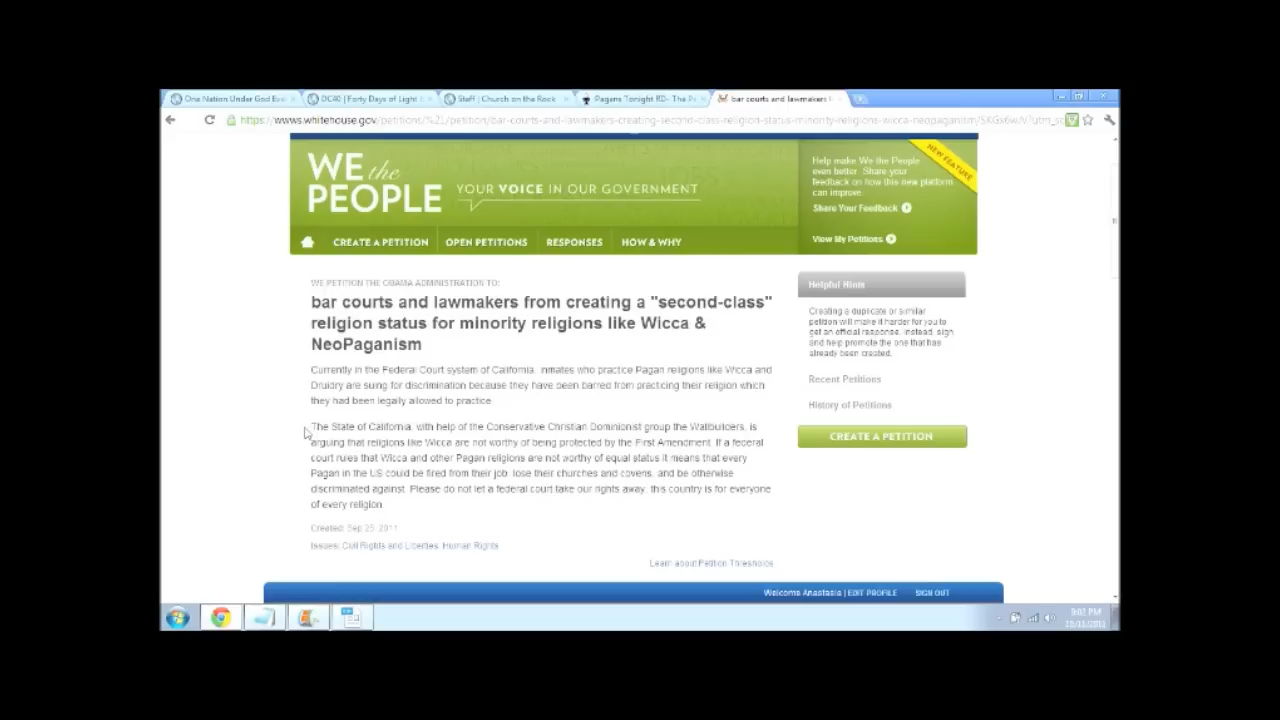 One Nation Under God Eve
DC40 | Forty Days of Light
Staff | Church on the Rock
Pagans Tonight RD- The P
bar courts and lawmakers
https://wwws.whitehouse.gov/petitions/%21/petition/bar-courts-and-lawmakers-creating-second-class-religion-status-minority-religions-wicca-neopaganism/
WE the PEOPLE
YOUR VOICE IN OUR GOVERNMENT
Help make We the People
even better. Share your
feedback on how this new platform
can improve.
Share Your Feedback
View My Petitions
NEW FEATURE
CREATE A PETITION
OPEN PETITIONS
RESPONSES
HOW & WHY
WE PETITION THE OBAMA ADMINISTRATION TO:
bar courts and lawmakers from creating a "second-class"
religion status for minority religions like Wicca &
NeoPaganism
Currently in the Federal Court system of California, inmates who practice Pagan religions like Wicca and
Druidry are suing for discrimination because they have been barred from practicing their religion which
they had been legally allowed to practice.
The State of California, with help of the Conservative Christian Dominionist group the Wallbuilders, is
arguing that religions like Wicca are not worthy of being protected by the First Amendment. If a federal
court rules that Wicca and other Pagan religions are not worthy of equal status it means that every
Pagan in the US could be fired from their job, lose their churches and covens, and be otherwise
discriminated against. Please do not let a federal court take our rights away, this country is for everyone
of every religion.
Created: Sep 25, 2011
Issues: Civil Rights and Liberties, Human Rights
Learn about Petition Thresholds
Helpful Hints
Creating a duplicate or similar
petition will make it harder for you to
get an official response. Instead, sign
and help promote the one that has
already been created.
Recent Petitions
History of Petitions
CREATE A PETITION
Welcome Anastasia | EDIT PROFILE
SIGN OUT
9:02 PM